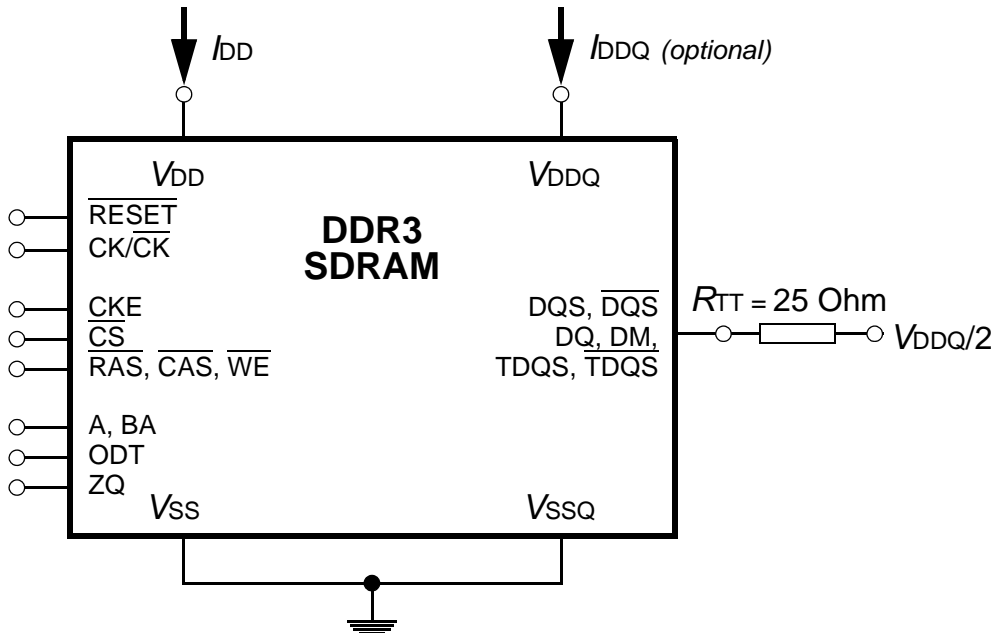 IDD
IDDQ (optional)
VDD
VDDQ
RESET
CK/CK
DDR3
SDRAM
CKE
CS
RAS, CAS, WE
DQS, DQS
DQ, DM,
TDQS, TDQS
RTT = 25 Ohm
VDDQ/2
A, BA
ODT
ZQ
VSS
VSSQ